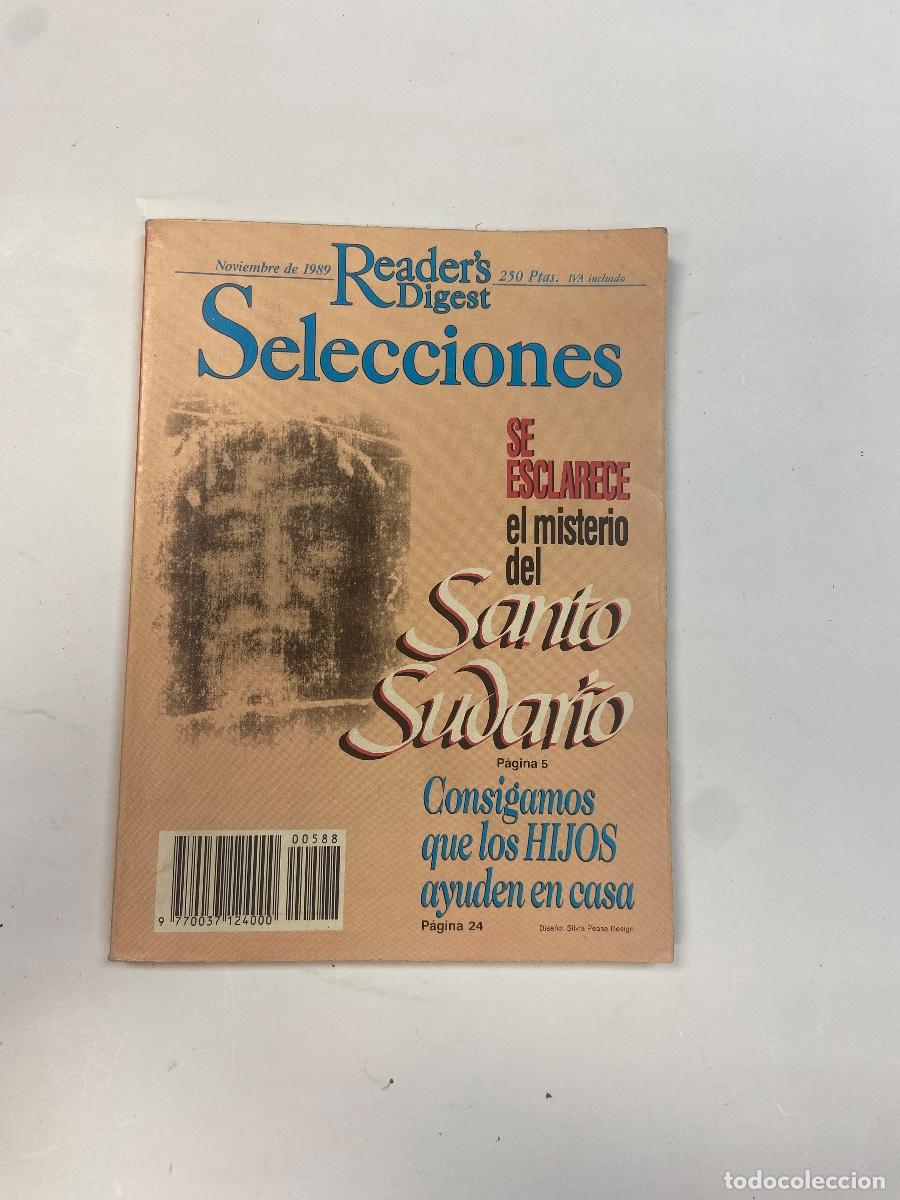 Noviembre de 1989
Reader's
Digest
250 Ptas. IVA incluido
Selecciones
SE
ESCLARECE
el misterio
del
Santo
Sudario
Página 5
Consigamos
que los HIJOS
ayuden en casa
Página 24
Diseño: Silvia Pease Design
00588
9 770037 124000
todocoleccion